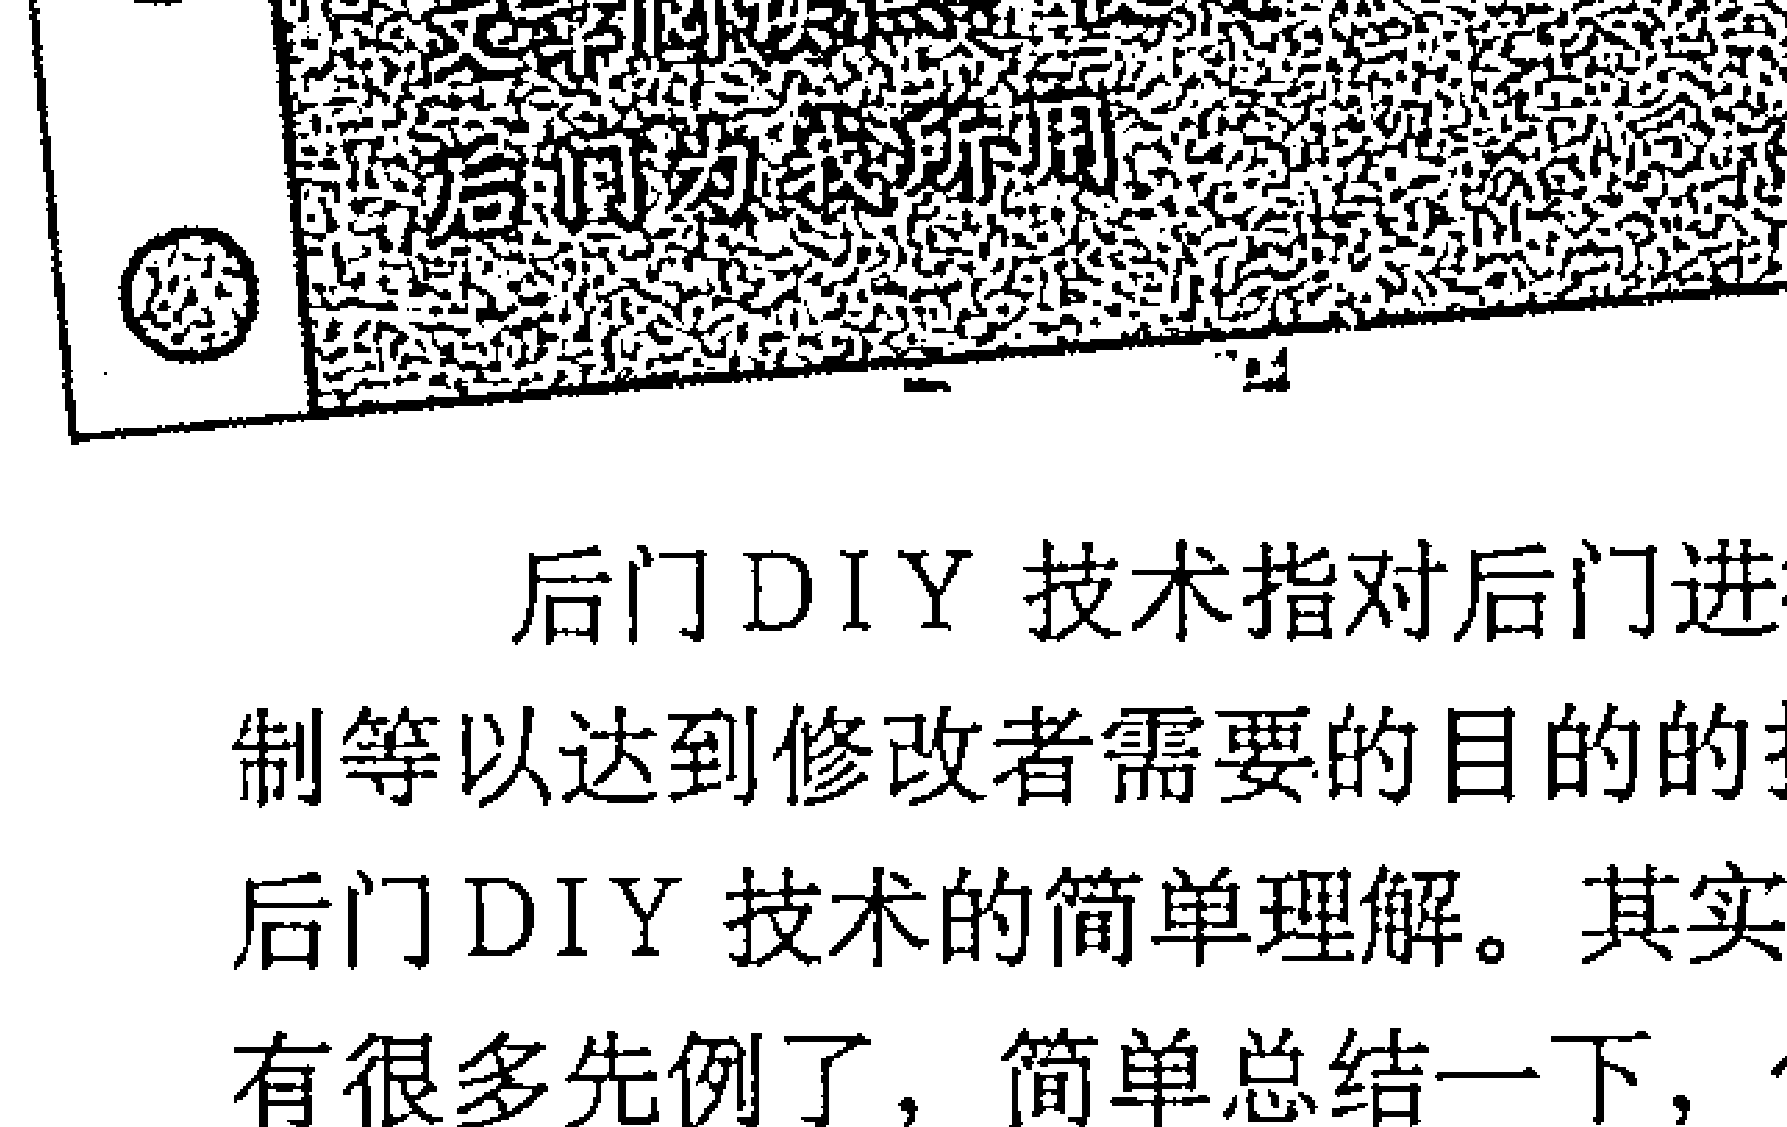 后门为我所用
后门DIY 技术指对后门进
制等以达到修改者需要的目的的
后门DIY 技术的简单理解。其实
有很多先例了，简单总结一下，